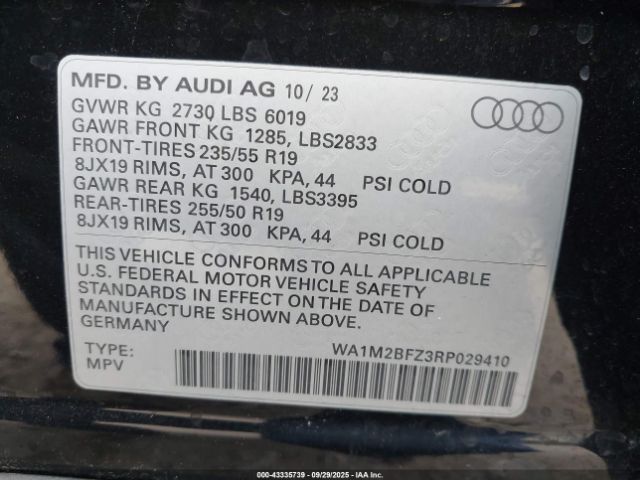 MFD. BY AUDI AG 10/ 23
GVWR KG 2730 LBS 6019
GAWR FRONT KG 1285, LBS2833
FRONT-TIRES 235/55 R19
8JX19 RIMS, AT 300 KPA, 44 PSI COLD
GAWR REAR KG 1540, LBS3395
REAR-TIRES 255/50 R19
8JX19 RIMS, AT 300 KPA, 44 PSI COLD
THIS VEHICLE CONFORMS TO ALL APPLICABLE
U.S. FEDERAL MOTOR VEHICLE SAFETY
STANDARDS IN EFFECT ON THE DATE OF
MANUFACTURE SHOWN ABOVE.
GERMANY
TYPE: WA1M2BFZ3RP029410
MPV
000-43335739 - 09/29/2025 - IAAI.com